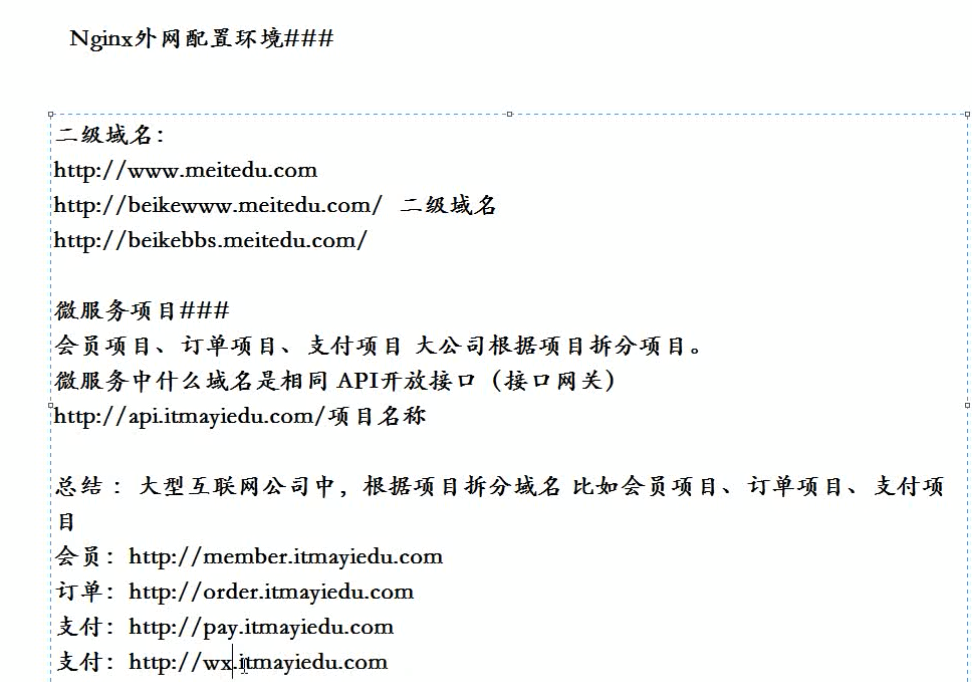 Nginx外网配置环境###
二级域名：
http://www.meitedu.com
http://beikewww.meitedu.com/ 二级域名
http://beikebbs.meitedu.com/
微服务项目###
会员项目、订单项目、支付项目 大公司根据项目拆分项目。
微服务中什么域名是相同 API开放接口（接口网关）
http://api.itmayiedu.com/项目名称
总结： 大型互联网公司中，根据项目拆分域名 比如会员项目、订单项目、支付项
目
会员：http://member.itmayiedu.com
订单：http://order.itmayiedu.com
支付：http://pay.itmayiedu.com
支付：http://wx.itmayiedu.com